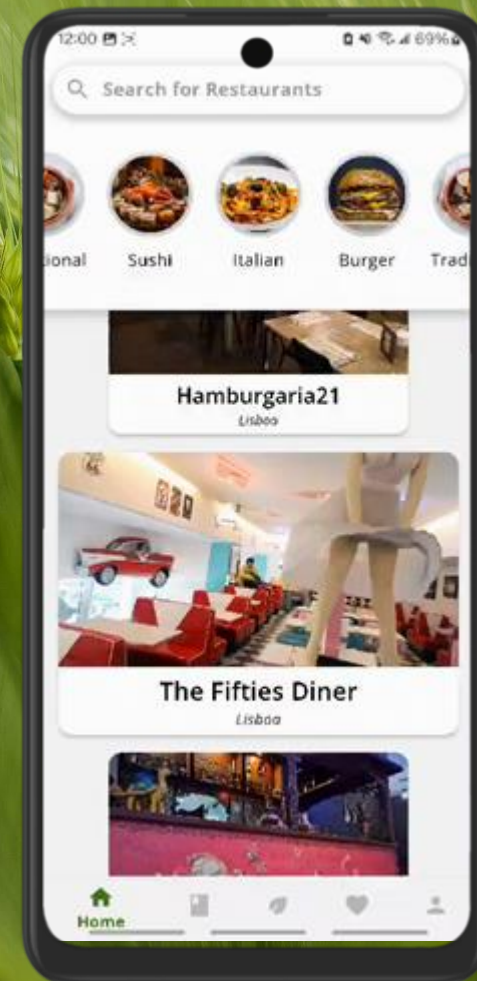 12:00
69%
Search for Restaurants
ional Sushi Italian Burger Trad
Hamburgaria21
Lisboa
The Fifties Diner
Lisboa
Home